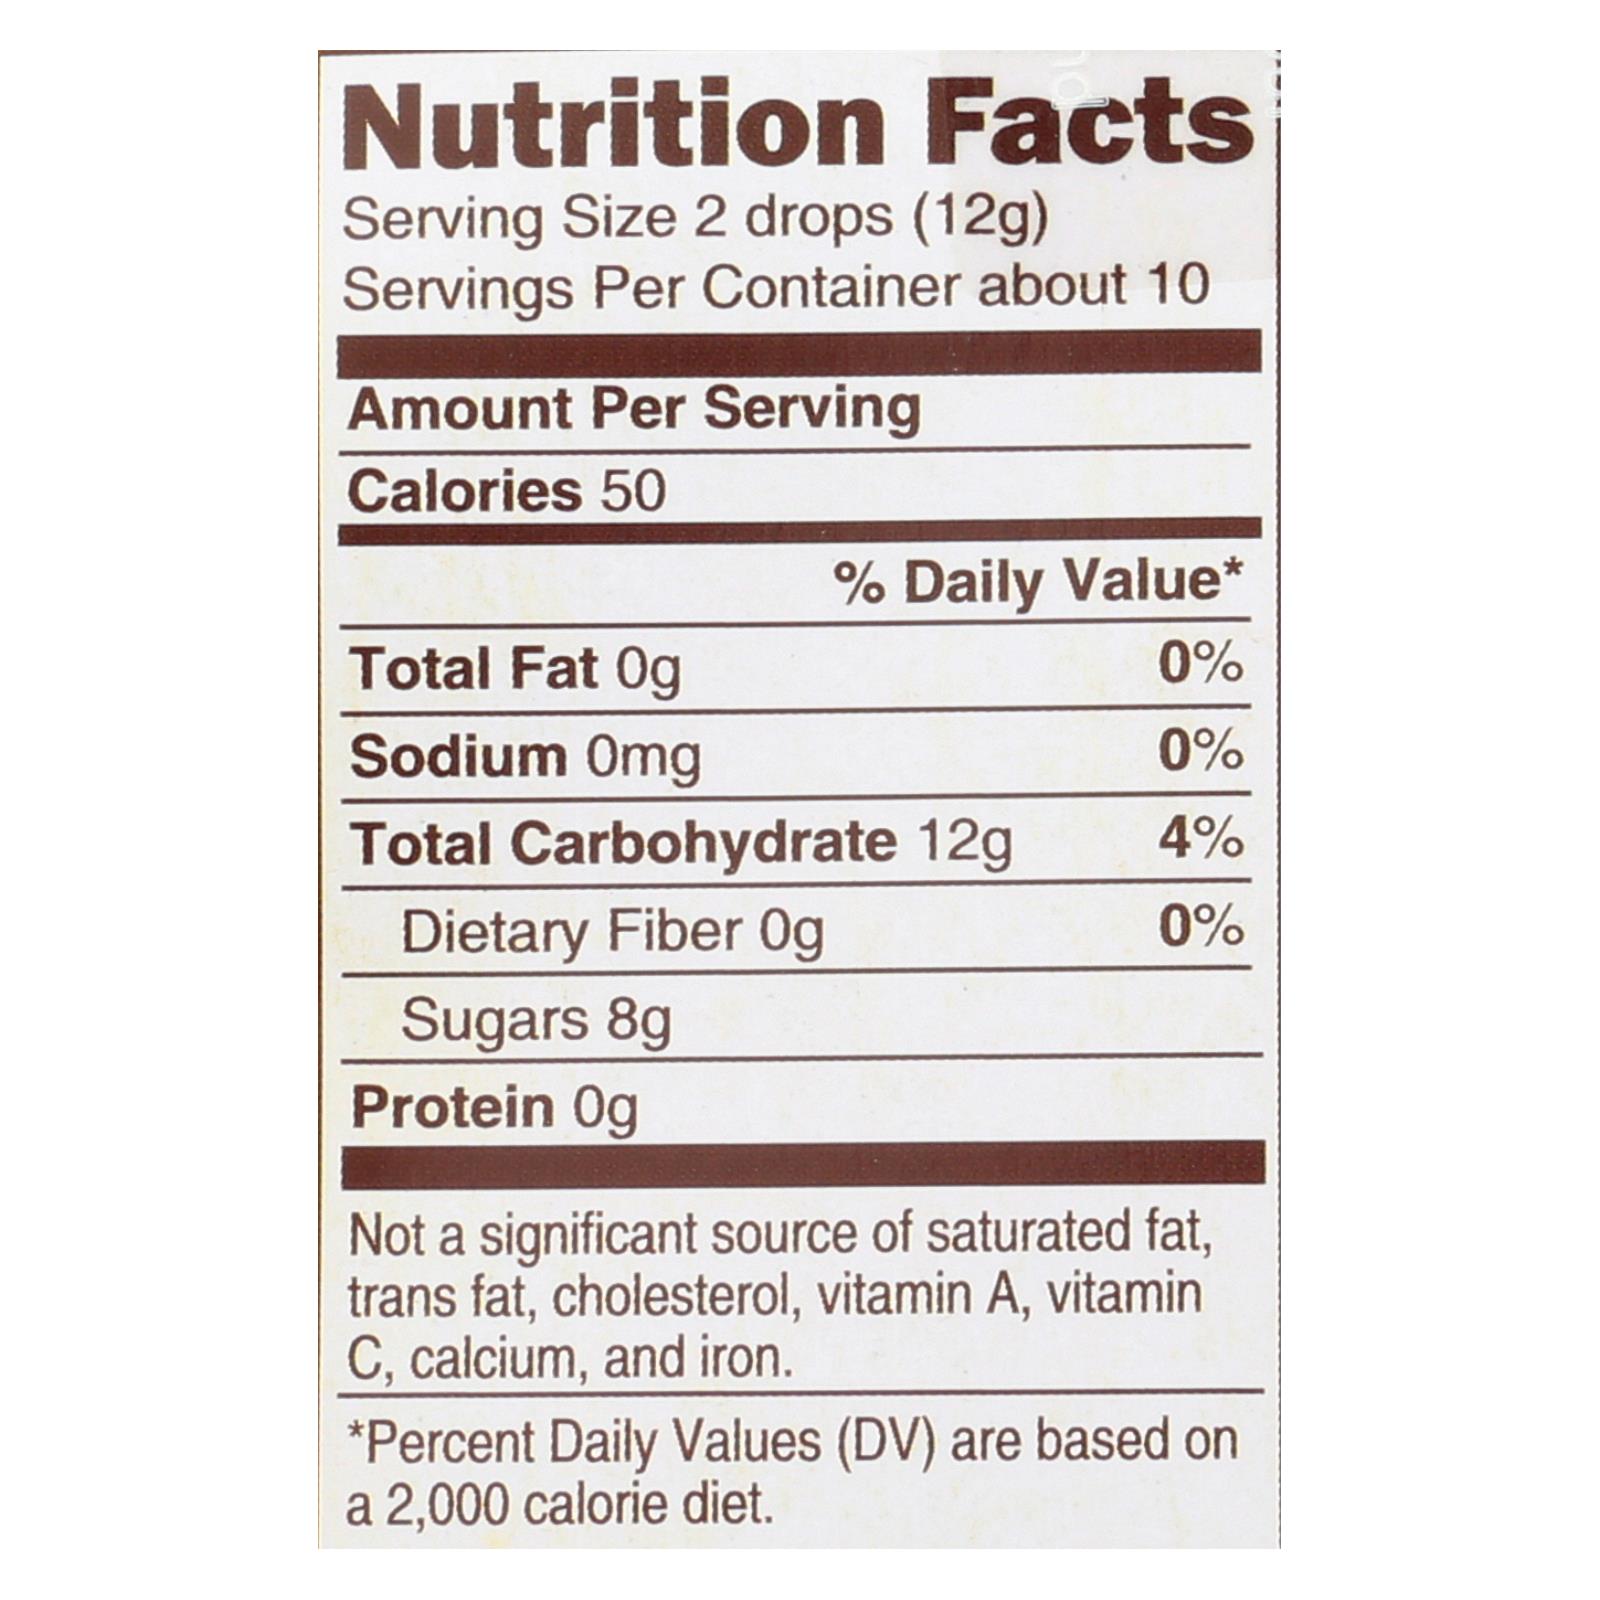 Nutrition Facts
Serving Size 2 drops (12g)
Servings Per Container about 10
Amount Per Serving
Calories 50
% Daily Value*
Total Fat 0g 0%
Sodium 0mg 0%
Total Carbohydrate 12g 4%
Dietary Fiber 0g 0%
Sugars 8g
Protein 0g
Not a significant source of saturated fat,
trans fat, cholesterol, vitamin A, vitamin
C, calcium, and iron.
*Percent Daily Values (DV) are based on
a 2,000 calorie diet.